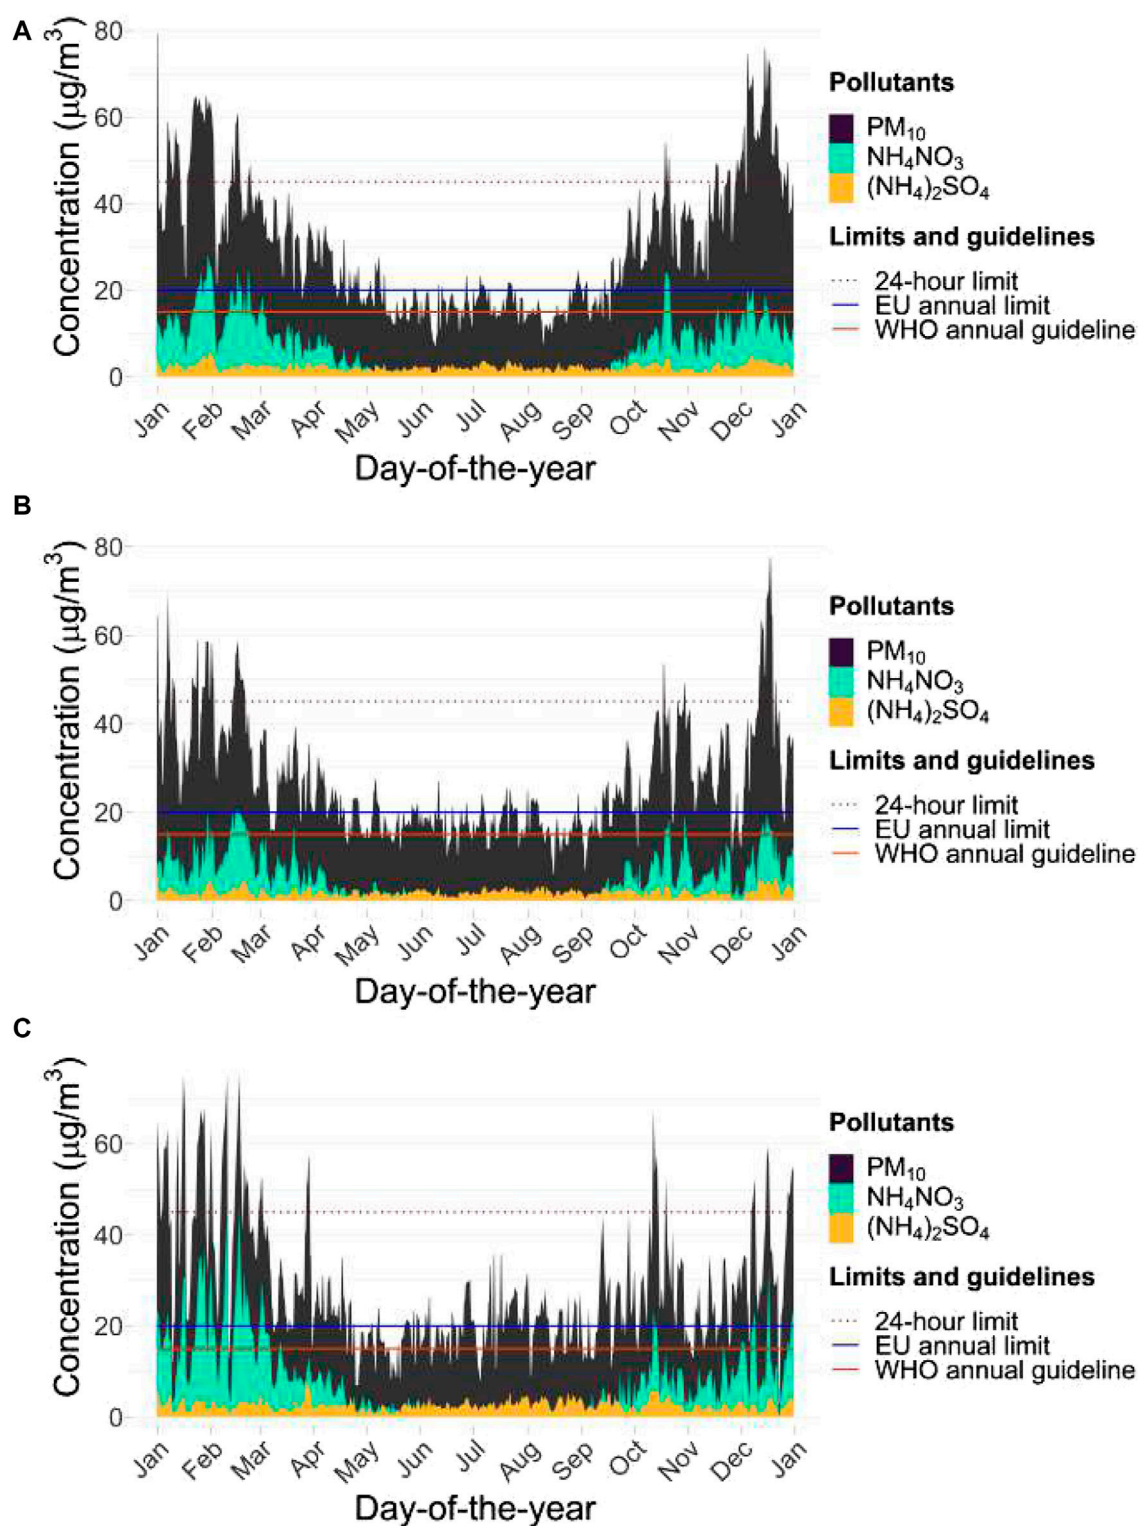 A
Concentration (µg/m³)
80
60
40
20
0
Jan Feb Mar Apr May Jun Jul Aug Sep Oct Nov Dec Jan
Day-of-the-year
Pollutants
PM₁₀
NH₄NO₃
(NH₄)₂SO₄
Limits and guidelines
24-hour limit
EU annual limit
WHO annual guideline
B
Concentration (µg/m³)
80
60
40
20
0
Jan Feb Mar Apr May Jun Jul Aug Sep Oct Nov Dec Jan
Day-of-the-year
Pollutants
PM₁₀
NH₄NO₃
(NH₄)₂SO₄
Limits and guidelines
24-hour limit
EU annual limit
WHO annual guideline
C
Concentration (µg/m³)
60
40
20
0
Jan Feb Mar Apr May Jun Jul Aug Sep Oct Nov Dec Jan
Day-of-the-year
Pollutants
PM₁₀
NH₄NO₃
(NH₄)₂SO₄
Limits and guidelines
24-hour limit
EU annual limit
WHO annual guideline